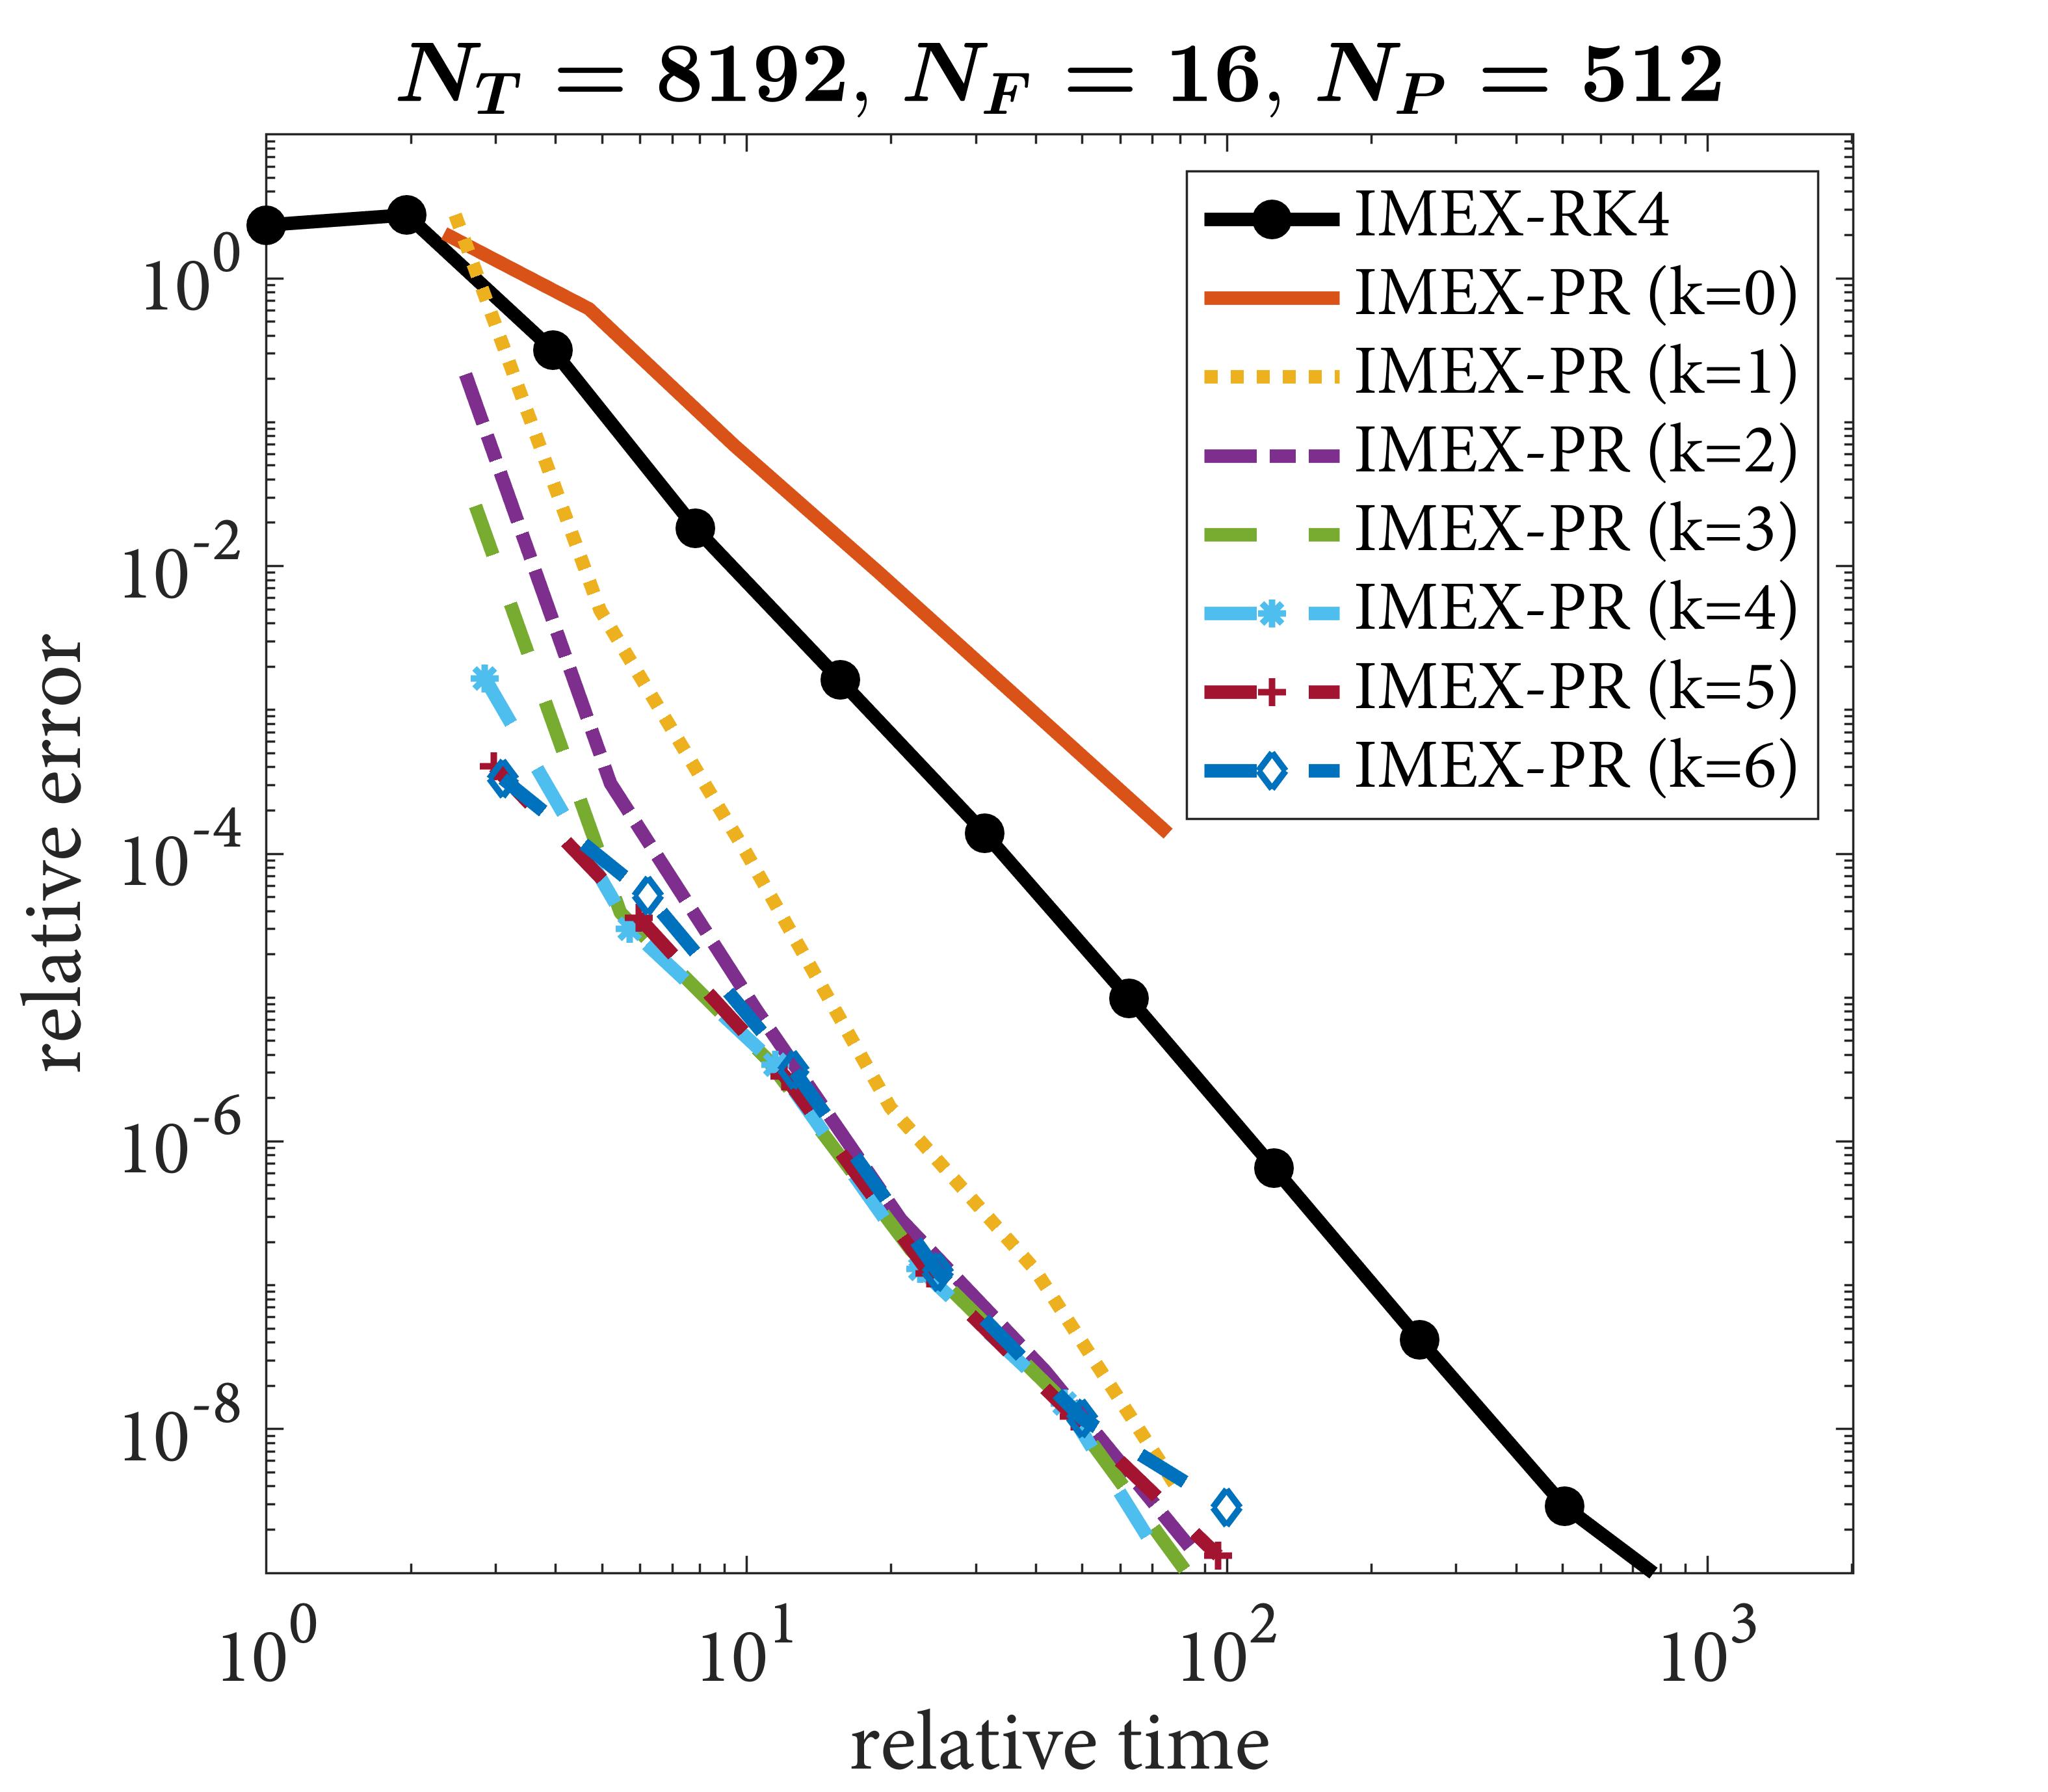 N_T = 8192, N_F = 16, N_P = 512
IMEX-RK4
IMEX-PR (k=0)
IMEX-PR (k=1)
IMEX-PR (k=2)
IMEX-PR (k=3)
IMEX-PR (k=4)
IMEX-PR (k=5)
IMEX-PR (k=6)
relative error
10^0
10^-2
10^-4
10^-6
10^-8
10^0 10^1 10^2 10^3
relative time